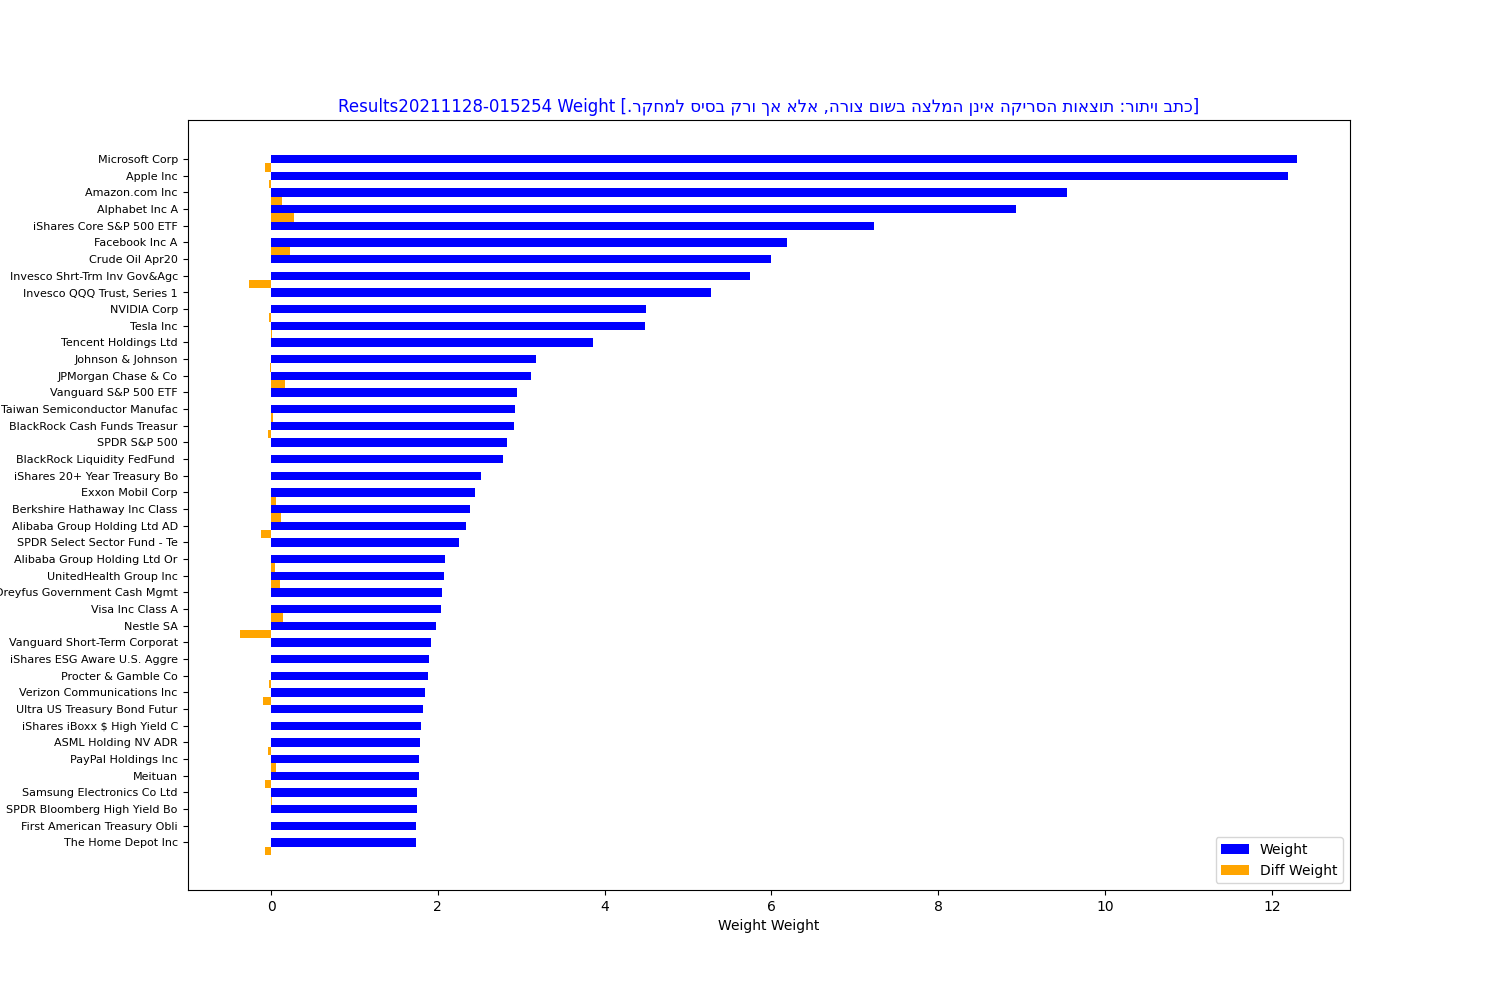 Results20211128-015254 Weight [כתב ויתור: תוצאות הסריקה אינן המלצה בשום צורה, אלא אך ורק בסיס למחקר.]
Microsoft Corp
Apple Inc
Amazon.com Inc
Alphabet Inc A
iShares Core S&P 500 ETF
Facebook Inc A
Crude Oil Apr20
Invesco Shrt-Trm Inv Gov&Agc
Invesco QQQ Trust, Series 1
NVIDIA Corp
Tesla Inc
Tencent Holdings Ltd
Johnson & Johnson
JPMorgan Chase & Co
Vanguard S&P 500 ETF
Taiwan Semiconductor Manufac
BlackRock Cash Funds Treasur
SPDR S&P 500
BlackRock Liquidity FedFund
iShares 20+ Year Treasury Bo
Exxon Mobil Corp
Berkshire Hathaway Inc Class
Alibaba Group Holding Ltd AD
SPDR Select Sector Fund - Te
Alibaba Group Holding Ltd Or
UnitedHealth Group Inc
Dreyfus Government Cash Mgmt
Visa Inc Class A
Nestle SA
Vanguard Short-Term Corporat
iShares ESG Aware U.S. Aggre
Procter & Gamble Co
Verizon Communications Inc
Ultra US Treasury Bond Futur
iShares iBoxx $ High Yield C
ASML Holding NV ADR
PayPal Holdings Inc
Meituan
Samsung Electronics Co Ltd
SPDR Bloomberg High Yield Bo
First American Treasury Obli
The Home Depot Inc
Weight
Diff Weight
0 2 4 6 8 10 12
Weight Weight